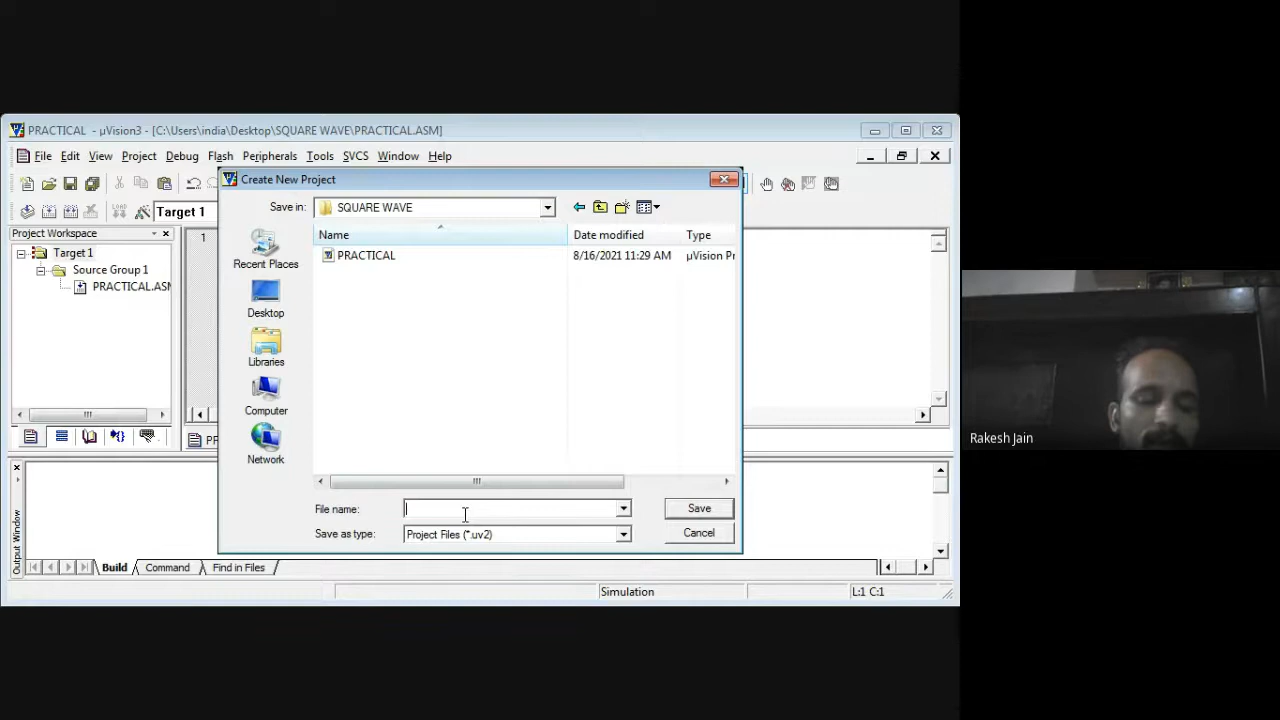 PRACTICAL - µVision3 - [C:\Users\india\Desktop\SQUARE WAVE\PRACTICAL.ASM]
File Edit View Project Debug Flash Peripherals Tools SVCS Window Help
Create New Project
Save in: SQUARE WAVE
Target 1
Project Workspace
Target 1
Source Group 1
PRACTICAL.ASM
1
Name Date modified Type
PRACTICAL 8/16/2021 11:29 AM µVision Pr
Recent Places
Desktop
Libraries
Computer
Network
File name: Save
Save as type: Project Files (*.uv2) Cancel
Output Window
Build Command Find in Files
Simulation L:1 C:1
Rakesh Jain